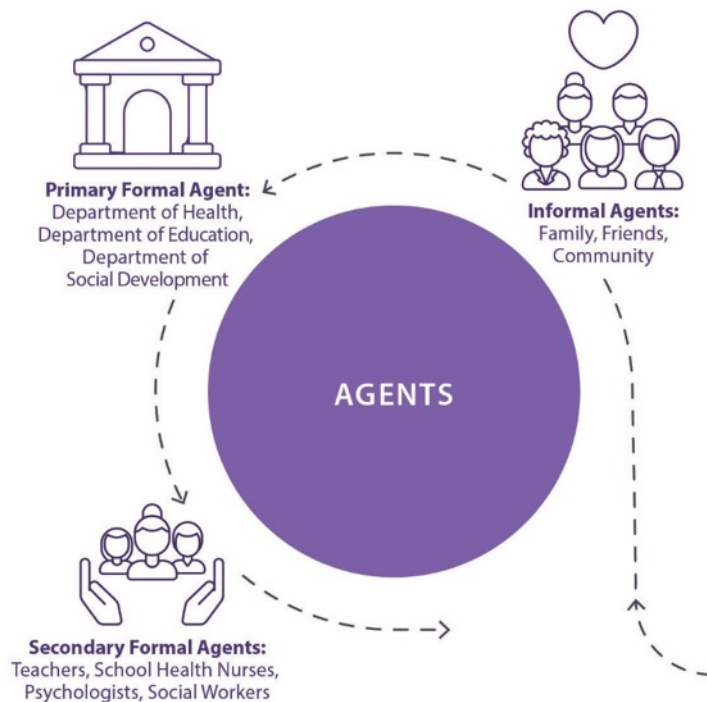 Primary Formal Agent:
Department of Health,
Department of Education,
Department of
Social Development
Informal Agents:
Family, Friends,
Community
AGENTS
Secondary Formal Agents:
Teachers, School Health Nurses,
Psychologists, Social Workers